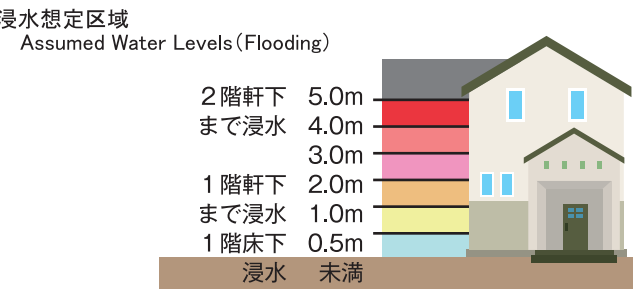 浸水想定区域
Assumed Water Levels(Flooding)
2階軒下 5.0m
まで浸水 4.0m
3.0m
1階軒下 2.0m
まで浸水 1.0m
1階床下 0.5m
浸水 未満